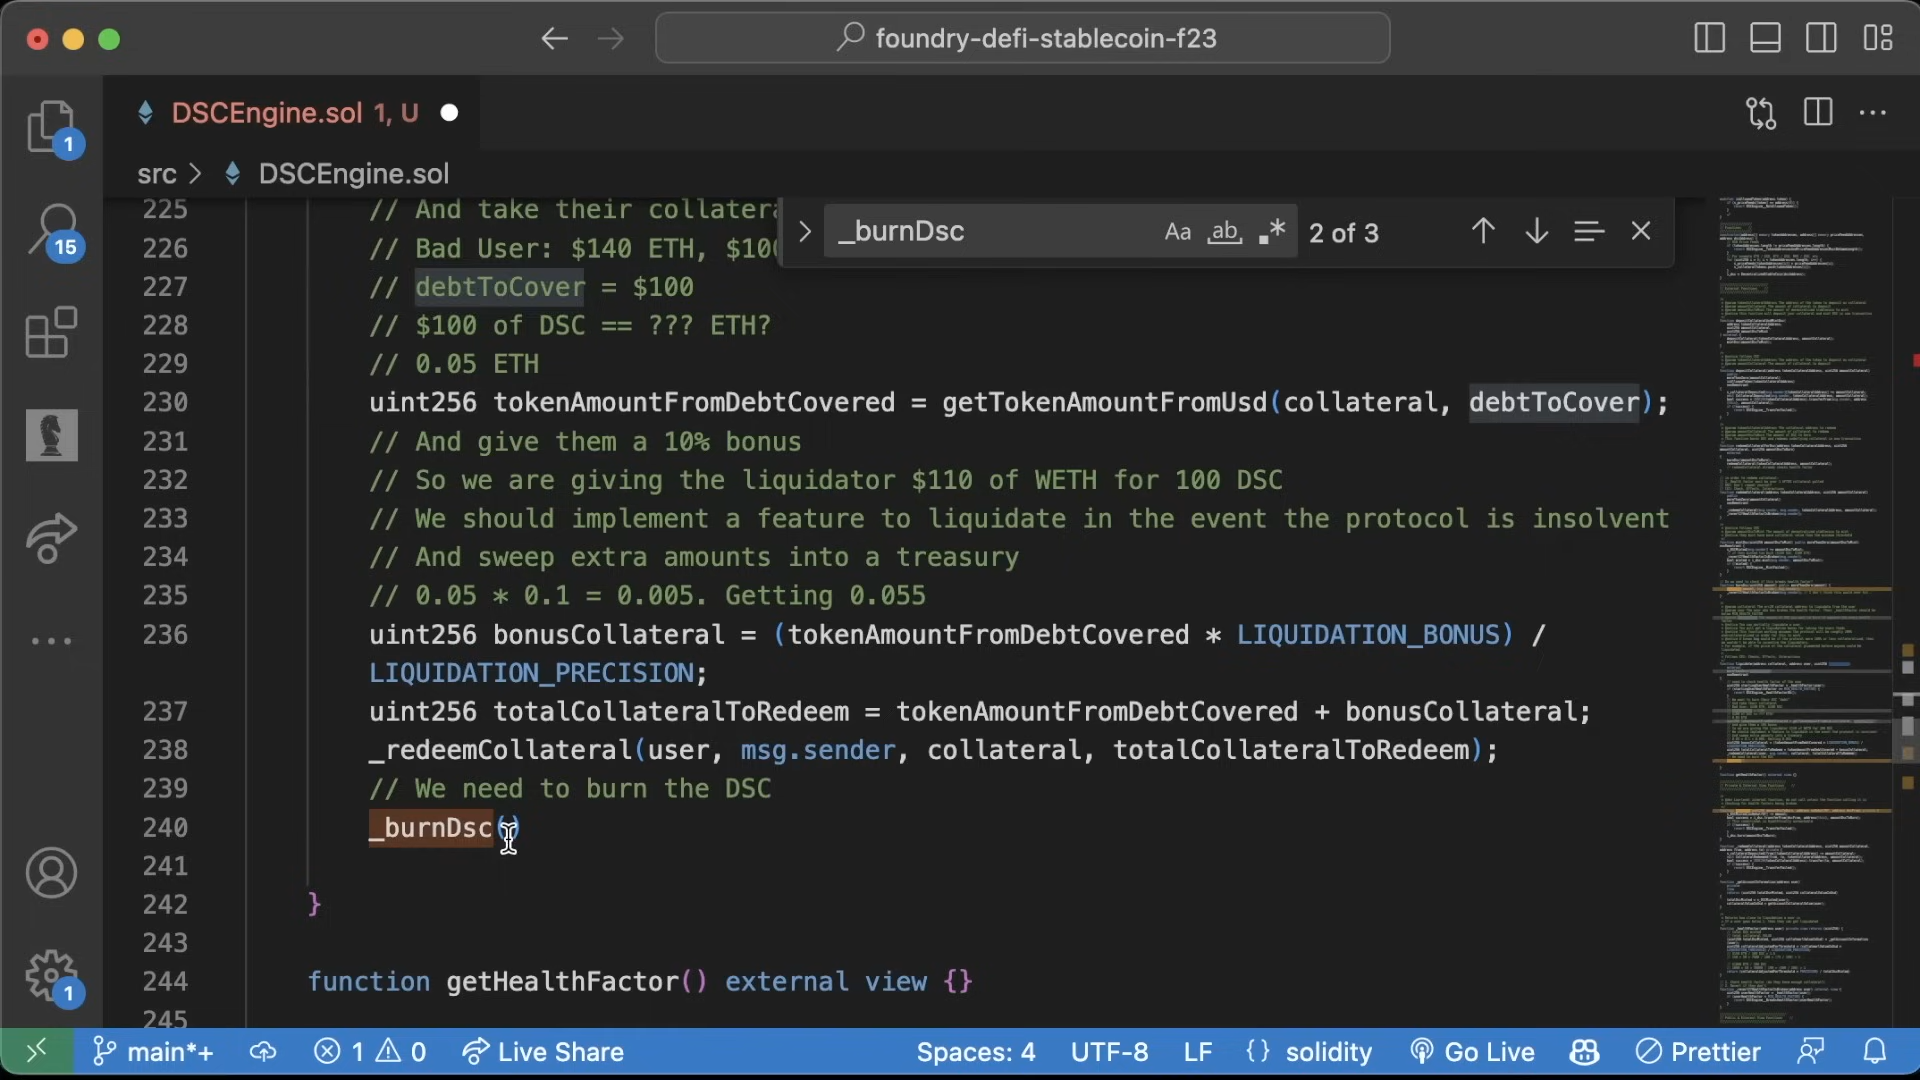 foundry-defi-stablecoin-f23
DSCEngine.sol 1, U
src > DSCEngine.sol
_burnDsc Aa ab 2 of 3
225 // And take their collatera
226 // Bad User: $140 ETH, $10
227 // debtToCover = $100
228 // $100 of DSC == ??? ETH?
229 // 0.05 ETH
230 uint256 tokenAmountFromDebtCovered = getTokenAmountFromUsd(collateral, debtToCover);
231 // And give them a 10% bonus
232 // So we are giving the liquidator $110 of WETH for 100 DSC
233 // We should implement a feature to liquidate in the event the protocol is insolvent
234 // And sweep extra amounts into a treasury
235 // 0.05 * 0.1 = 0.005. Getting 0.055
236 uint256 bonusCollateral = (tokenAmountFromDebtCovered * LIQUIDATION_BONUS) /
LIQUIDATION_PRECISION;
237 uint256 totalCollateralToRedeem = tokenAmountFromDebtCovered + bonusCollateral;
238 _redeemCollateral(user, msg.sender, collateral, totalCollateralToRedeem);
239 // We need to burn the DSC
240 _burnDsc()
241
242 }
243
244 function getHealthFactor() external view {}
245
1
15
1
main*+ 1 0 Live Share Spaces: 4 UTF-8 LF {} solidity Go Live Prettier